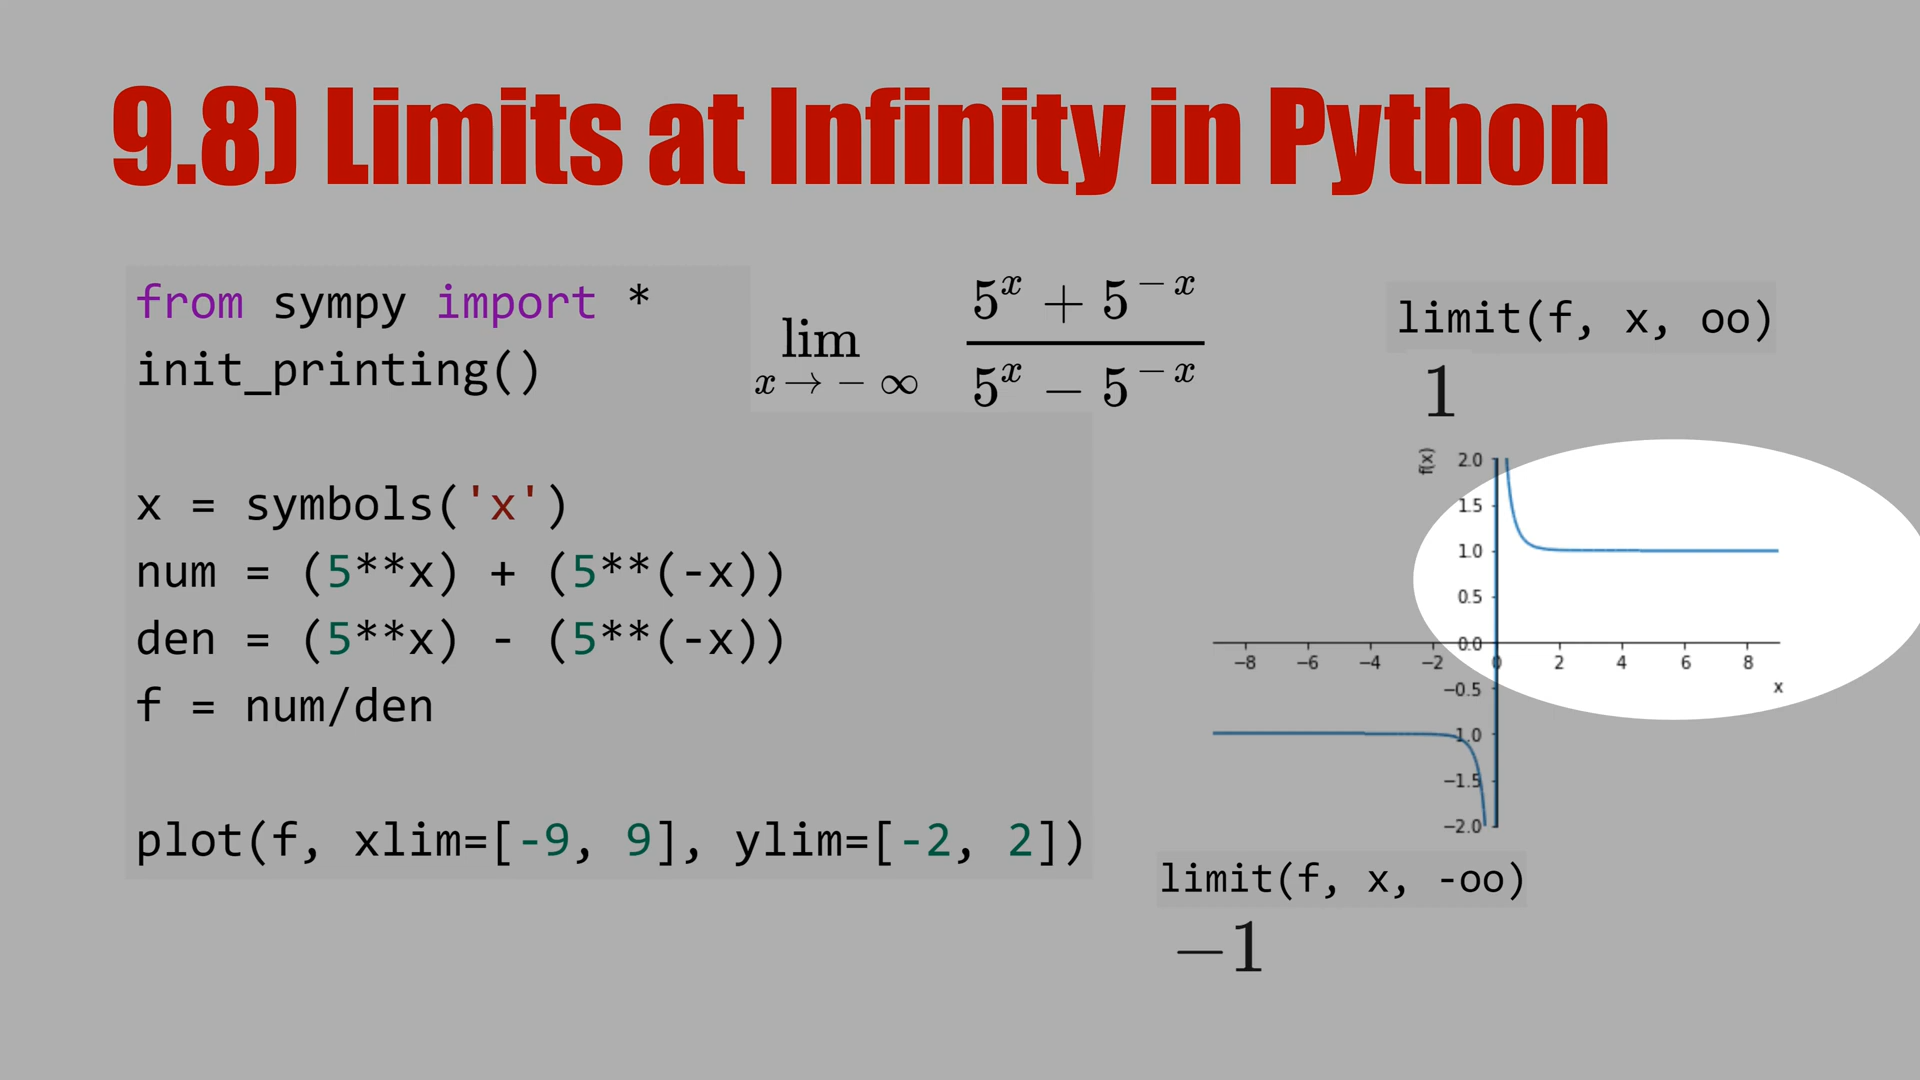 9.8) Limits at Infinity in Python
from sympy import *
init_printing()
x = symbols('x')
num = (5**x) + (5**(-x))
den = (5**x) - (5**(-x))
f = num/den
plot(f, xlim=[-9, 9], ylim=[-2, 2])
lim x→−∞ (5^x + 5^−x)/(5^x − 5^−x)
limit(f, x, oo)
1
f(x)
2.0
1.5
1.0
0.5
0.0
−8 −6 −4 −2 0 2 4 6 8
x
−0.5
−1.0
−1.5
−2.0
limit(f, x, -oo)
−1